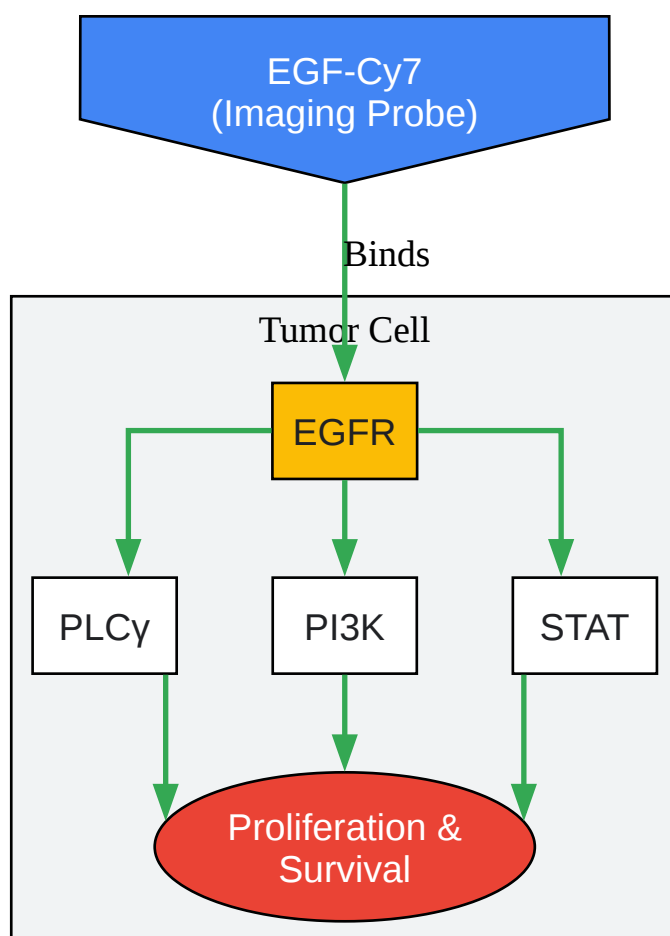 EGF-Cy7
(Imaging Probe)
Binds
Tumor Cell
EGFR
PLCγ
PI3K
STAT
Proliferation &
Survival